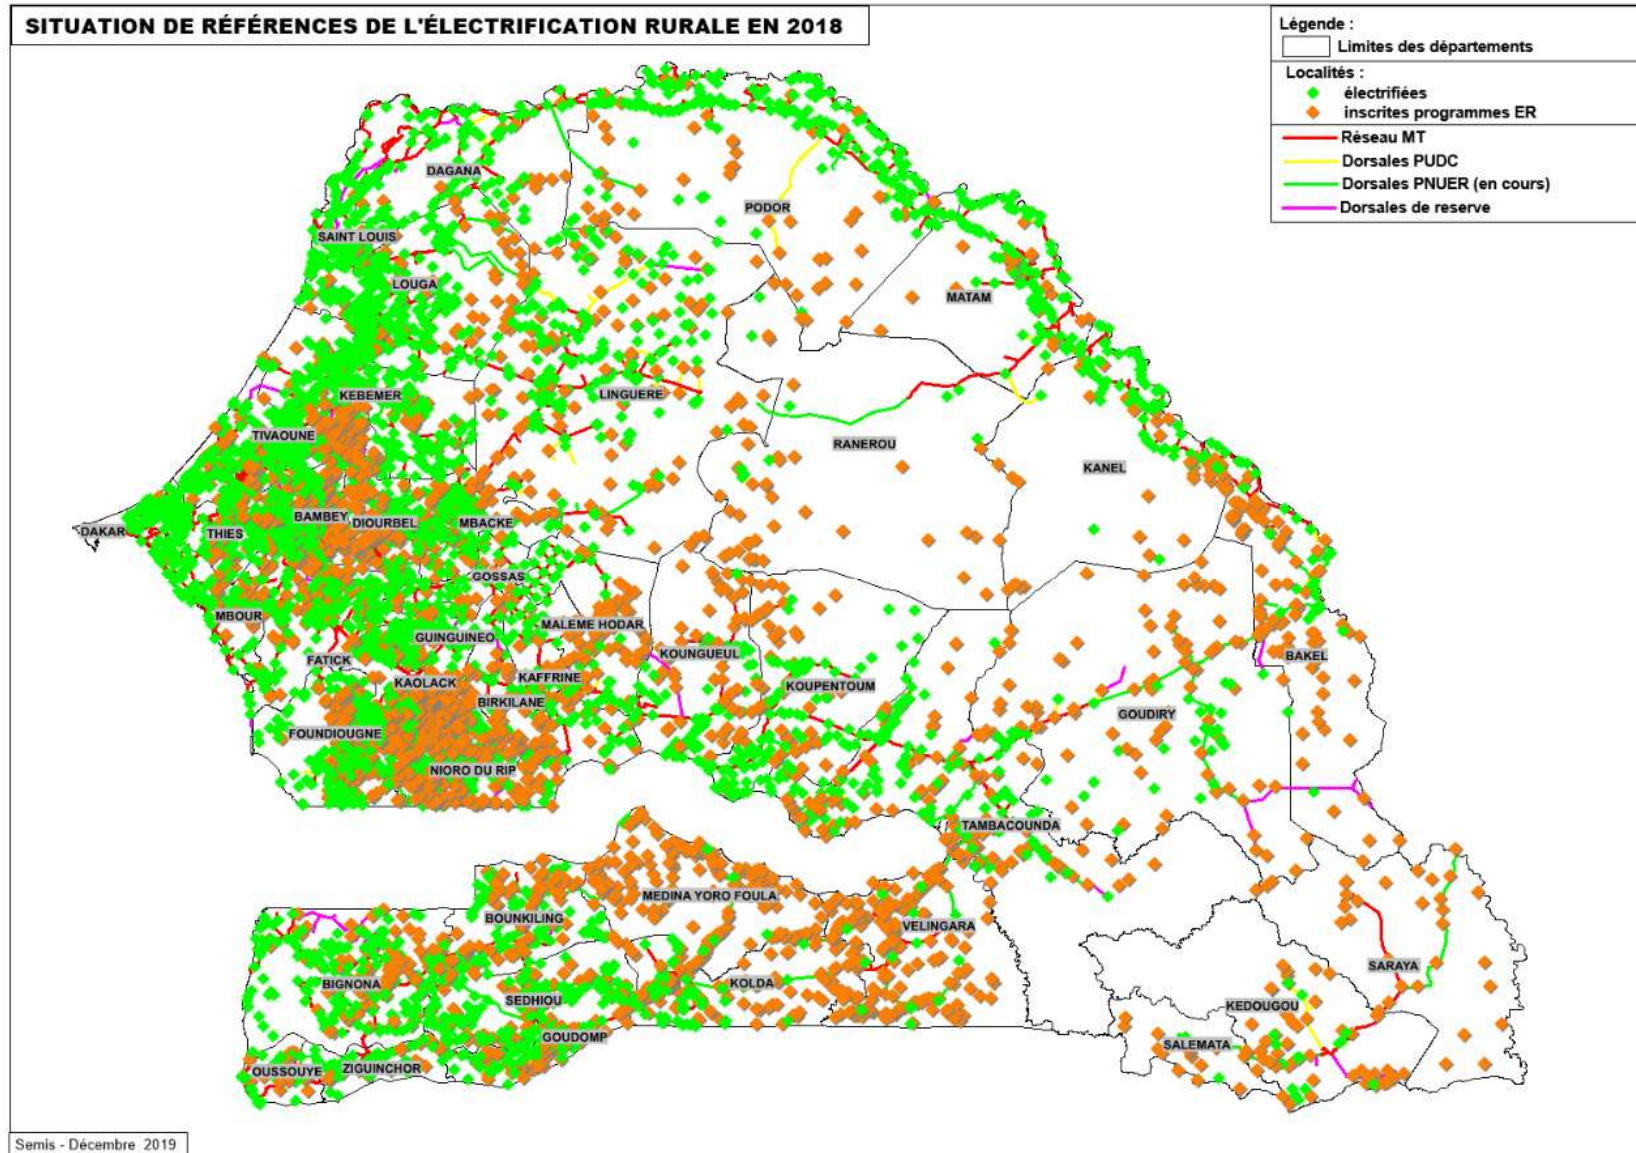 SITUATION DE RÉFÉRENCES DE L'ÉLECTRIFICATION RURALE EN 2018
Légende :
Limites des départements
Localités :
électrifiées
inscrites programmes ER
Réseau MT
Dorsales PUDC
Dorsales PNUER (en cours)
Dorsales de reserve
DAGANA
PODOR
SAINT LOUIS
LOUGA
MATAM
KEBEMER
LINGUERE
TIVAOUNE
RANEROU
KANEL
BAMBEY
DIOURBEL
MBACKE
DAKAR
THIES
GOSSAS
MBOUR
MALEME HODAR
GUINGUINEO
KOUNGUEUL
BAKEL
FATICK
KAFFRINE
KAOLACK
KOUPENTOUM
BIRKILANE
GOUDIRY
FOUNDIOUGNE
NIORO DU RIP
TAMBACOUNDA
MEDINA YORO FOULA
BOUNKILING
VELINGARA
SARAYA
BIGNONA
KOLDA
SEDHIOU
KEDOUGOU
GOUDOMP
SALEMATA
OUSSOUYE
ZIGUINCHOR
Semis - Décembre 2019